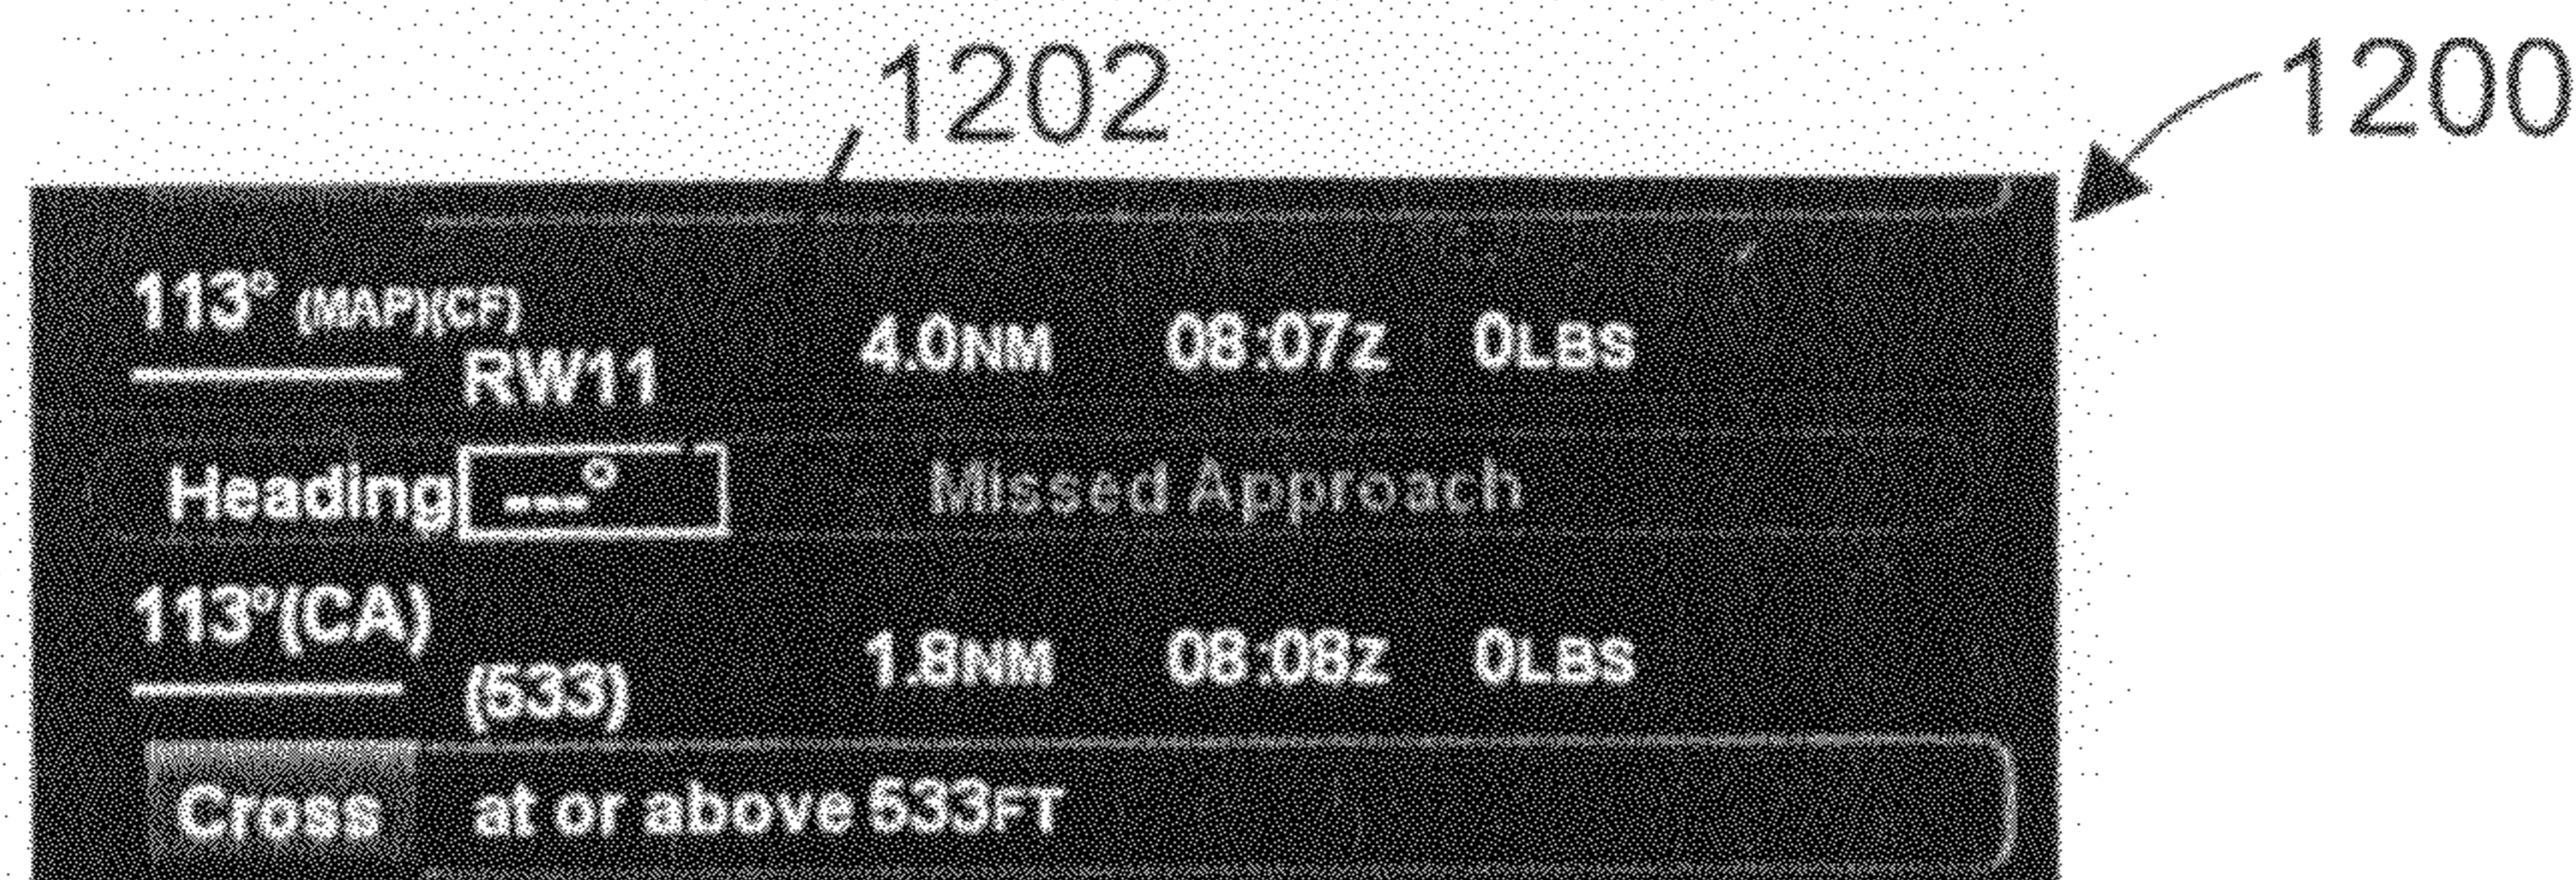 1202
1200
113° (MAP)(CF)
RW11 4.0NM 08:07Z 0LBS
Heading ---° Missed Approach
113°(CA)
(533) 1.8NM 08:08Z 0LBS
Cross at or above 533FT